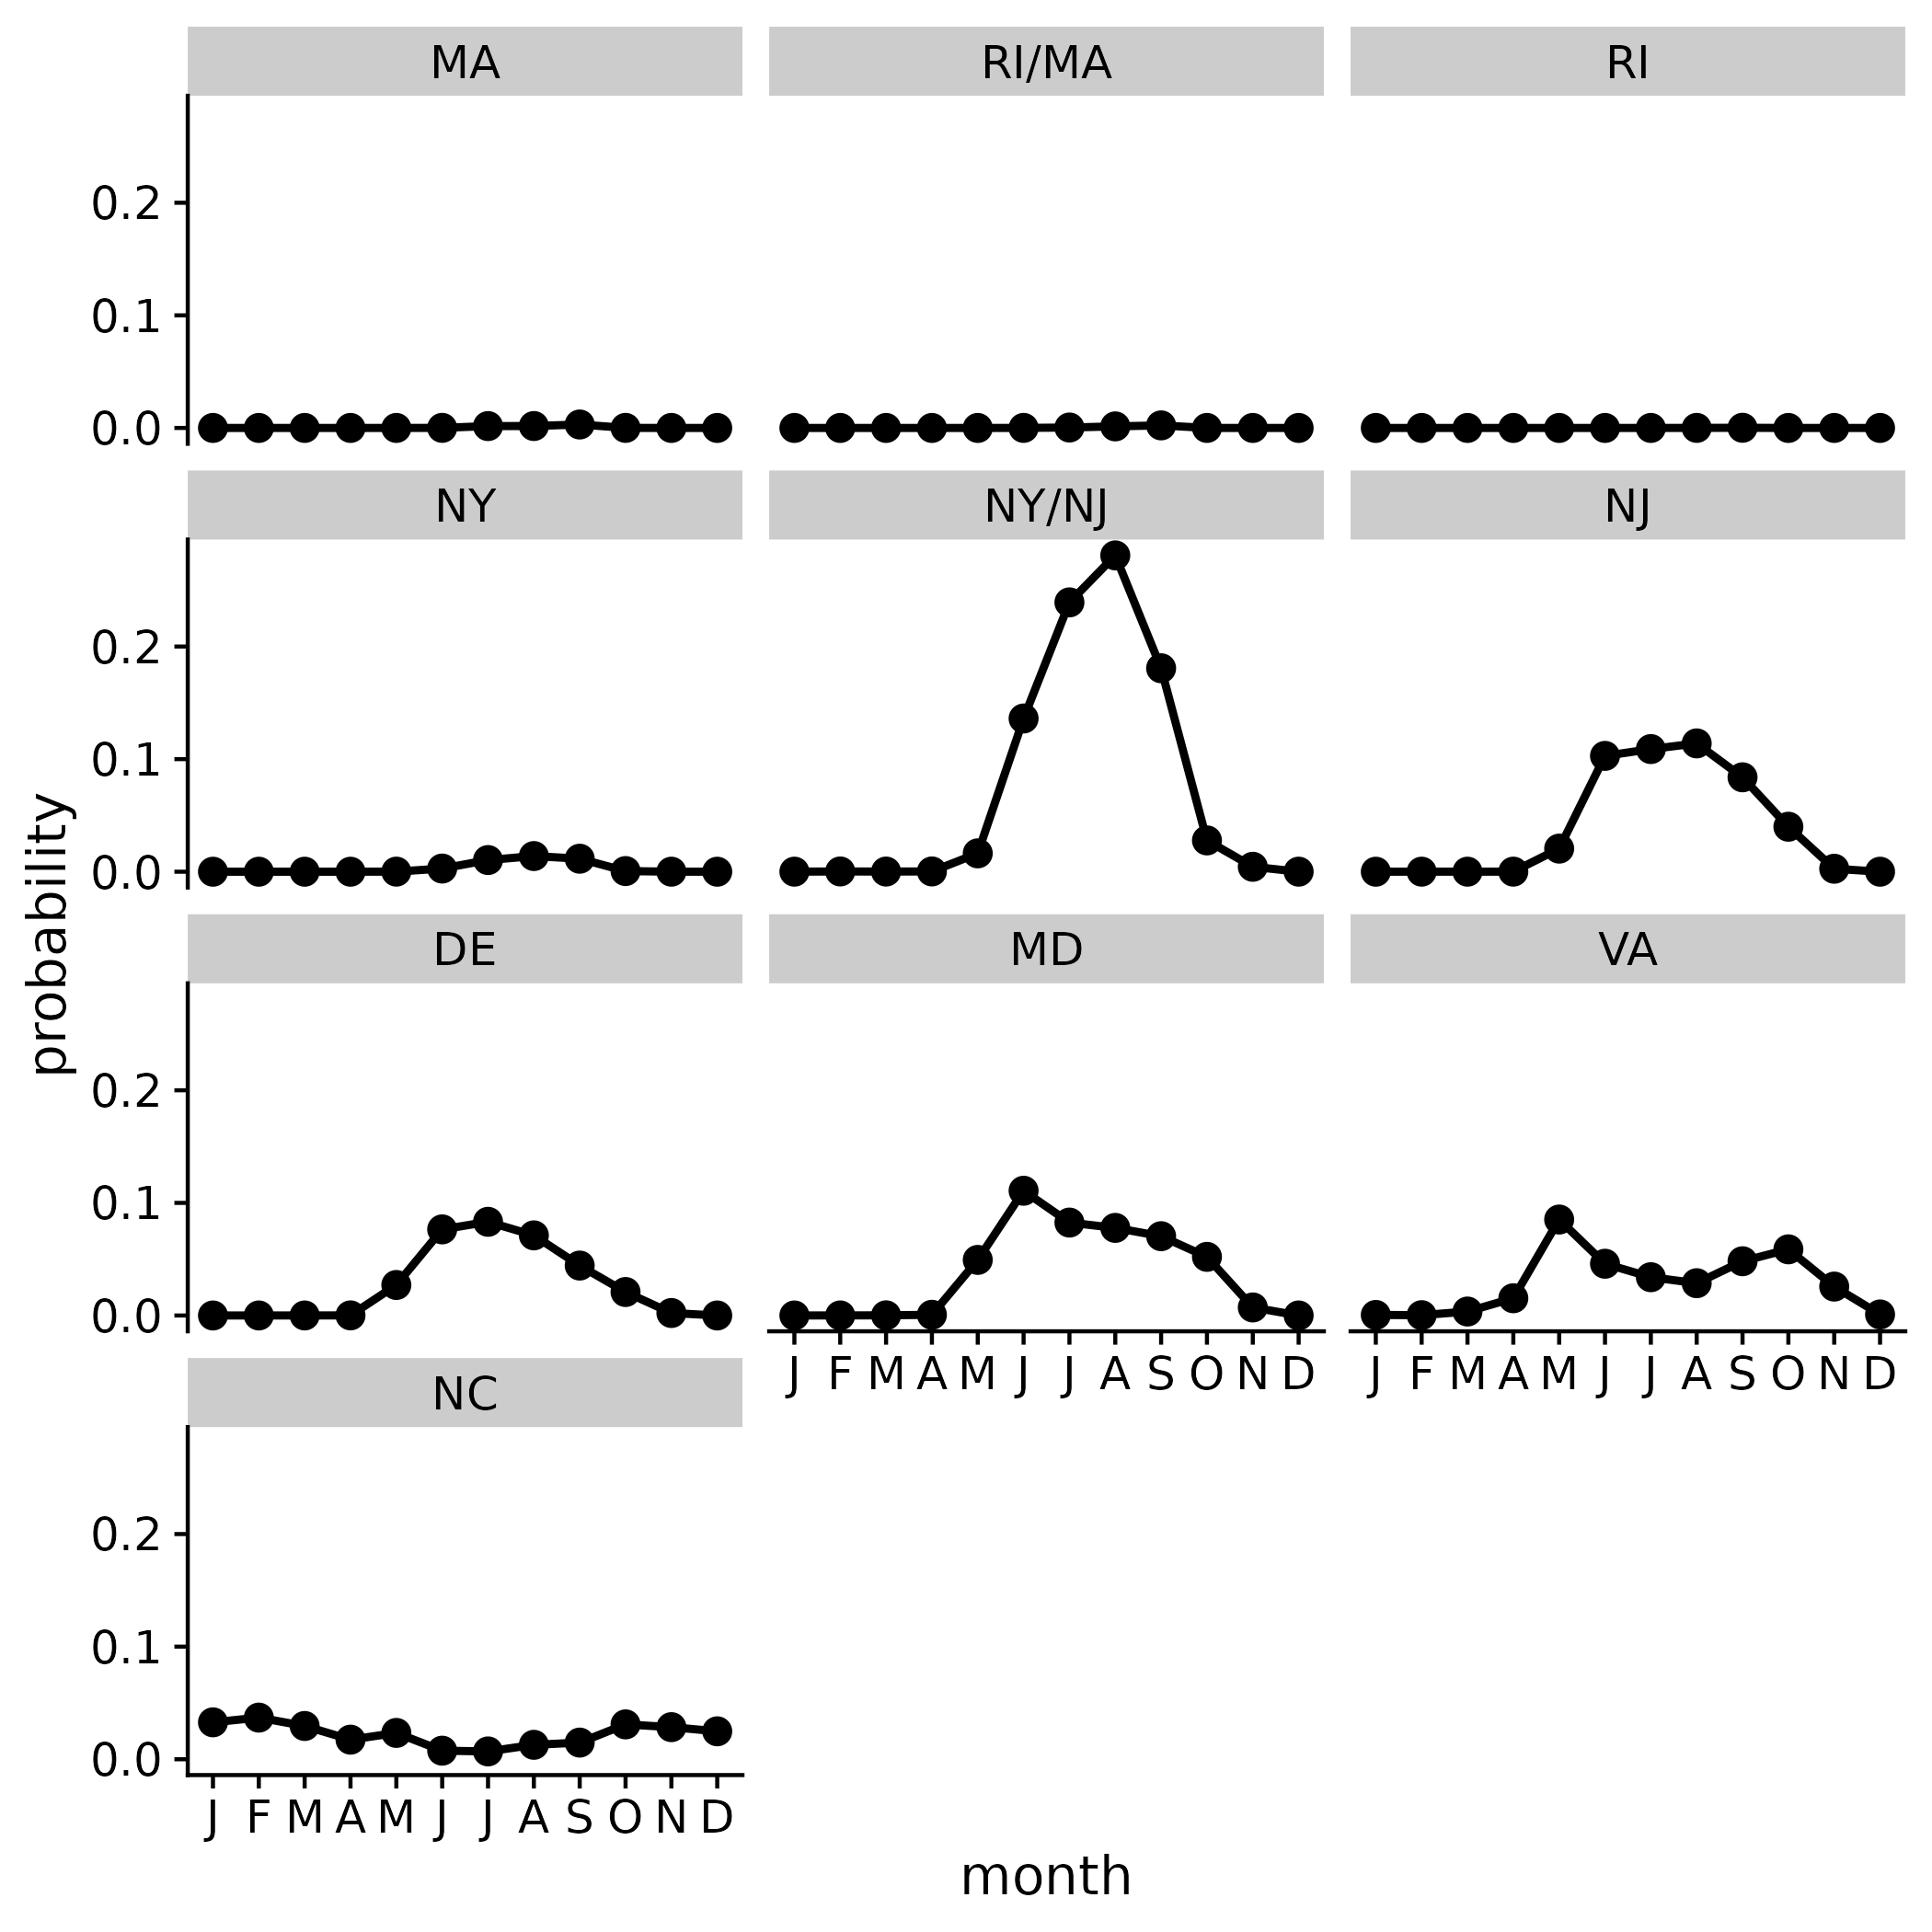 MA RI/MA RI
0.2
0.1
0.0
NY NY/NJ NJ
0.2
0.1
0.0
probability
DE MD VA
0.2
0.1
0.0
J F M A M J J A S O N D J F M A M J J A S O N D
NC
0.2
0.1
0.0
J F M A M J J A S O N D
month